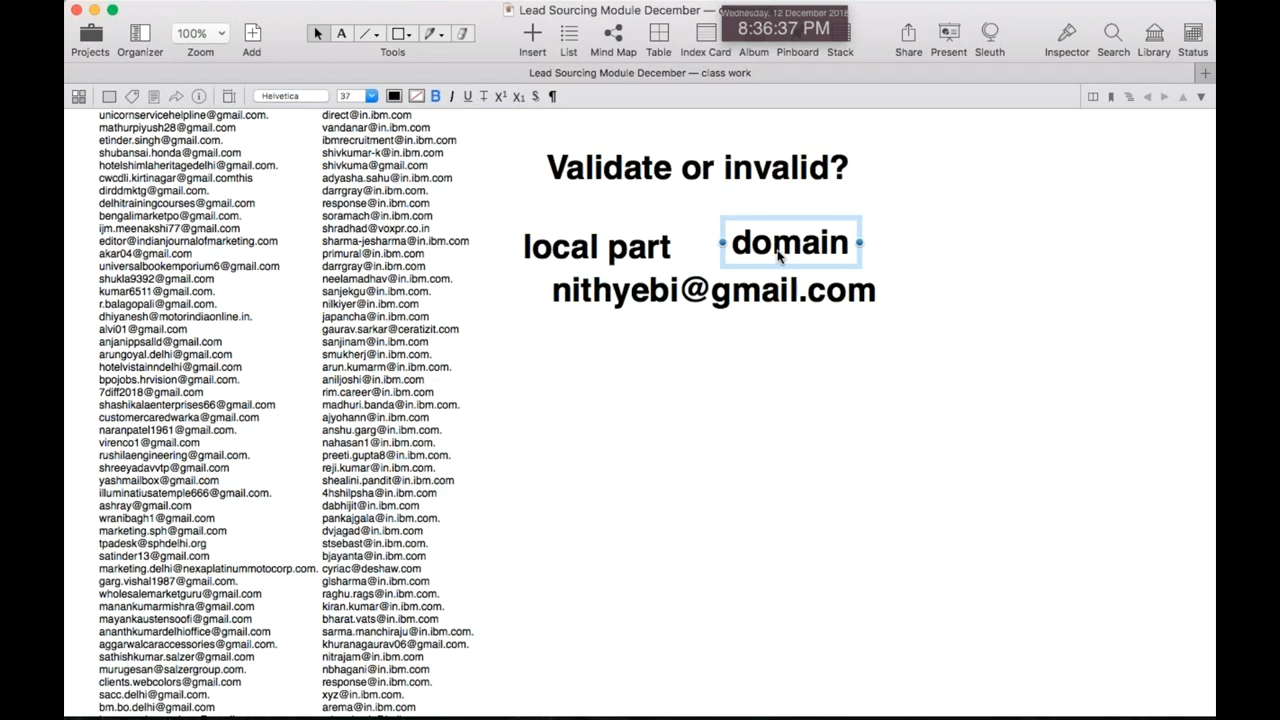 Lead Sourcing Module December — c
Wednesday, 12 December 2018
8:36:37 PM
Projects Organizer 100% Zoom Add Tools Insert List Mind Map Table Index Card Album Pinboard Stack Share Present Sleuth Inspector Search Library Status
Lead Sourcing Module December — class work
Helvetica 37 B I U T X¹ X₁ S ¶
unicornservicehelpline@gmail.com. direct@in.ibm.com
mathurpiyush28@gmail.com vandanar@in.ibm.com
etinder.singh@gmail.com. ibmrecruitment@in.ibm.com
shubansai.honda@gmail.com shivkumar-k@in.ibm.com
hotelshimlaheritagedelhi@gmail.com. shivkuma@gmail.com
cwcdli.kirtinagar@gmail.comthis adyasha.sahu@in.ibm.com
dirddmktg@gmail.com. darrgray@in.ibm.com.
delhitrainingcourses@gmail.com response@in.ibm.com
bengalimarketpo@gmail.com. soramach@in.ibm.com
ijm.meenakshi77@gmail.com shradhad@voxpr.co.in
editor@indianjournalofmarketing.com sharma-jesharma@in.ibm.com
akar04@gmail.com primural@in.ibm.com
universalbookemporium6@gmail.com darrgray@in.ibm.com
shukla9392@gmail.com neelamadhav@in.ibm.com
kumar6511@gmail.com. sanjekgu@in.ibm.com
r.balagopali@gmail.com nilkiyer@in.ibm.com
dhiyanesh@motorindiaonline.in. japancha@in.ibm.com
alvi01@gmail.com gaurav.sarkar@ceratizit.com
anjanippsalld@gmail.com sanjinam@in.ibm.com
arungoyal.delhi@gmail.com smukherj@in.ibm.com.
hotelvistainndelhi@gmail.com arun.kumarm@in.ibm.com
bpojobs.hrvision@gmail.com. aniljoshi@in.ibm.com
7diff2018@gmail.com rim.career@in.ibm.com
shashikalaenterprises66@gmail.com madhuri.banda@in.ibm.com.
customercaredwarka@gmail.com ajyohann@in.ibm.com
naranpatel1961@gmail.com. anshu.garg@in.ibm.com
virenco1@gmail.com nahasan1@in.ibm.com.
rushilaengineering@gmail.com. preeti.gupta8@in.ibm.com
shreeyadavvtp@gmail.com reji.kumar@in.ibm.com.
yashmailbox@gmail.com shealini.pandit@in.ibm.com
illuminatiusatemple666@gmail.com. 4hshilpsha@in.ibm.com
ashray@gmail.com dabhijit@in.ibm.com
wranibagh1@gmail.com pankajgala@in.ibm.com.
marketing.sph@gmail.com dvjagad@in.ibm.com
tpadesk@sphdelhi.org stsebast@in.ibm.com.
satinder13@gmail.com bjayanta@in.ibm.com
marketing.delhi@nexaplatinummotocorp.com. cyriac@deshaw.com
garg.vishal1987@gmail.com. gisharma@in.ibm.com
wholesalemarketguru@gmail.com raghu.rags@in.ibm.com
manankumarmishra@gmail.com kiran.kumar@in.ibm.com.
mayankaustensoofi@gmail.com bharat.vats@in.ibm.com
ananthkumardelhioffice@gmail.com sarma.manchiraju@in.ibm.com.
aggarwalcaraccessories@gmail.com. khuranagaurav06@gmail.com.
sathishkumar.salzer@gmail.com nitrajam@in.ibm.com
murugesan@salzergroup.com. nbhagani@in.ibm.com
clients.webcolors@gmail.com response@in.ibm.com.
sacc.delhi@gmail.com. xyz@in.ibm.com.
bm.bo.delhi@gmail.com arema@in.ibm.com
Validate or invalid?
local part domain
nithyebi@gmail.com